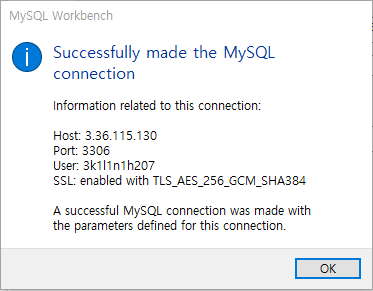 MySQL Workbench
Successfully made the MySQL
connection
Information related to this connection:
Host: 3.36.115.130
Port: 3306
User: 3k1l1n1h207
SSL: enabled with TLS_AES_256_GCM_SHA384
A successful MySQL connection was made with
the parameters defined for this connection.
OK